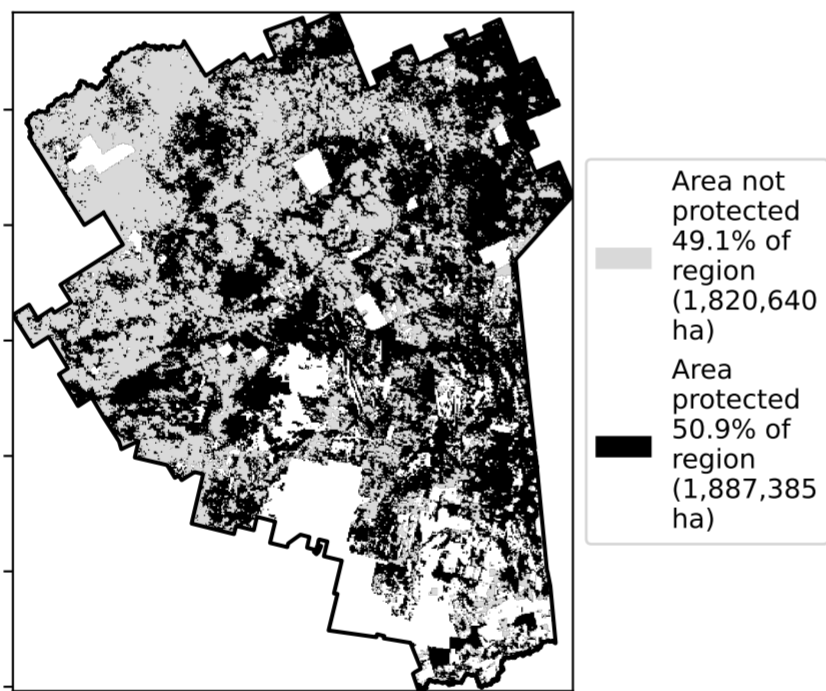 Area not
protected
49.1% of
region
(1,820,640
ha)
Area
protected
50.9% of
region
(1,887,385
ha)